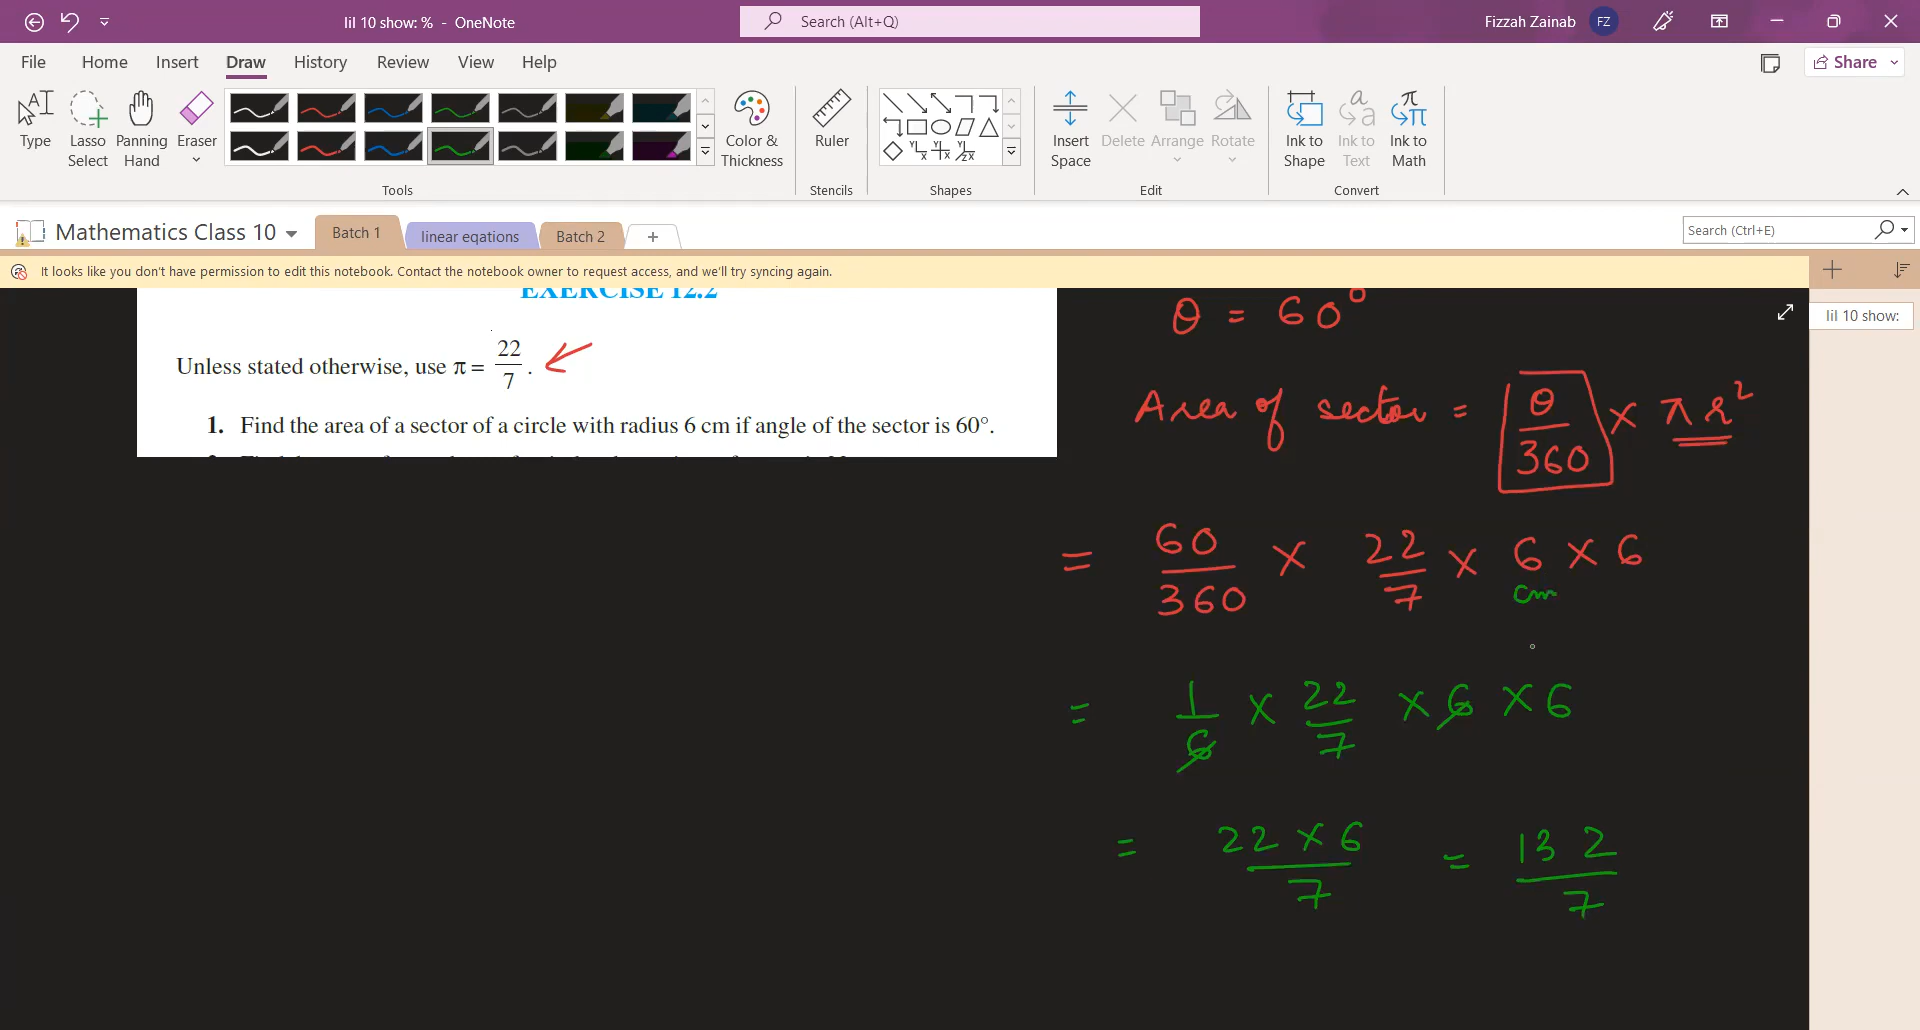 lil 10 show: % - OneNote
Search (Alt+Q)
Fizzah Zainab
FZ
File Home Insert Draw History Review View Help
Share
Type
Lasso Select
Panning Hand
Eraser
Color & Thickness
Ruler
Insert Space
Delete
Arrange
Rotate
Ink to Shape
Ink to Text
Ink to Math
Tools
Stencils
Shapes
Edit
Convert
Mathematics Class 10
Batch 1
linear eqations
Batch 2
Search (Ctrl+E)
It looks like you don't have permission to edit this notebook. Contact the notebook owner to request access, and we'll try syncing again.
lil 10 show:
EXERCISE 12.2
Unless stated otherwise, use π = 22/7.
1. Find the area of a sector of a circle with radius 6 cm if angle of the sector is 60°.
θ = 60°
Area of sector = θ/360 × πr²
= 60/360 × 22/7 × 6 × 6
cm
= 1/6 × 22/7 × 6 × 6
= 22 × 6/7 = 132/7